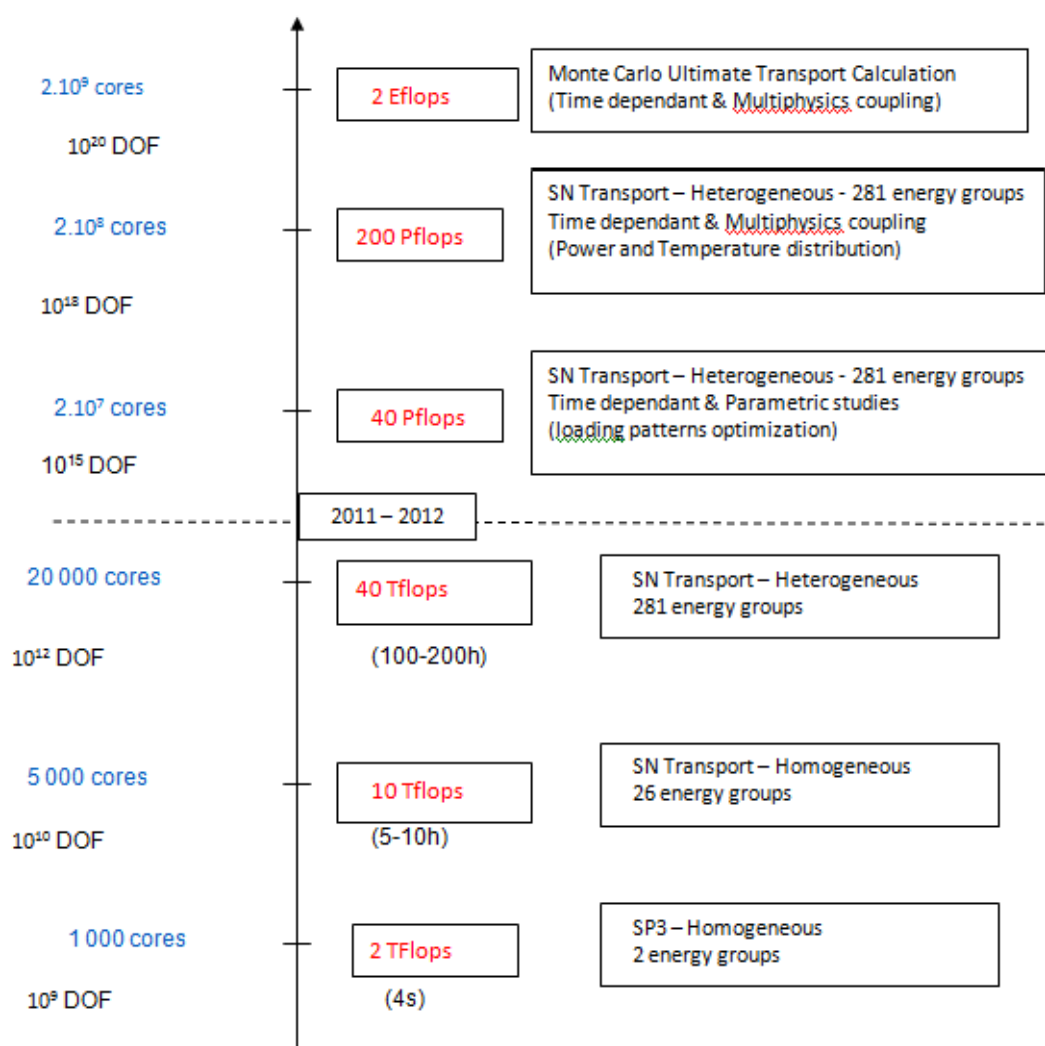 2.10⁹ cores
2 Eflops
Monte Carlo Ultimate Transport Calculation
(Time dependant & Multiphysics coupling)
10²⁰ DOF
2.10⁸ cores
200 Pflops
SN Transport – Heterogeneous - 281 energy groups
Time dependant & Multiphysics coupling
(Power and Temperature distribution)
10¹⁸ DOF
2.10⁷ cores
40 Pflops
SN Transport – Heterogeneous - 281 energy groups
Time dependant & Parametric studies
(loading patterns optimization)
10¹⁵ DOF
2011 – 2012
20 000 cores
40 Tflops
SN Transport – Heterogeneous
281 energy groups
10¹² DOF
(100-200h)
5 000 cores
10 Tflops
SN Transport – Homogeneous
26 energy groups
10¹⁰ DOF
(5-10h)
1 000 cores
2 TFlops
SP3 – Homogeneous
2 energy groups
10⁹ DOF
(4s)